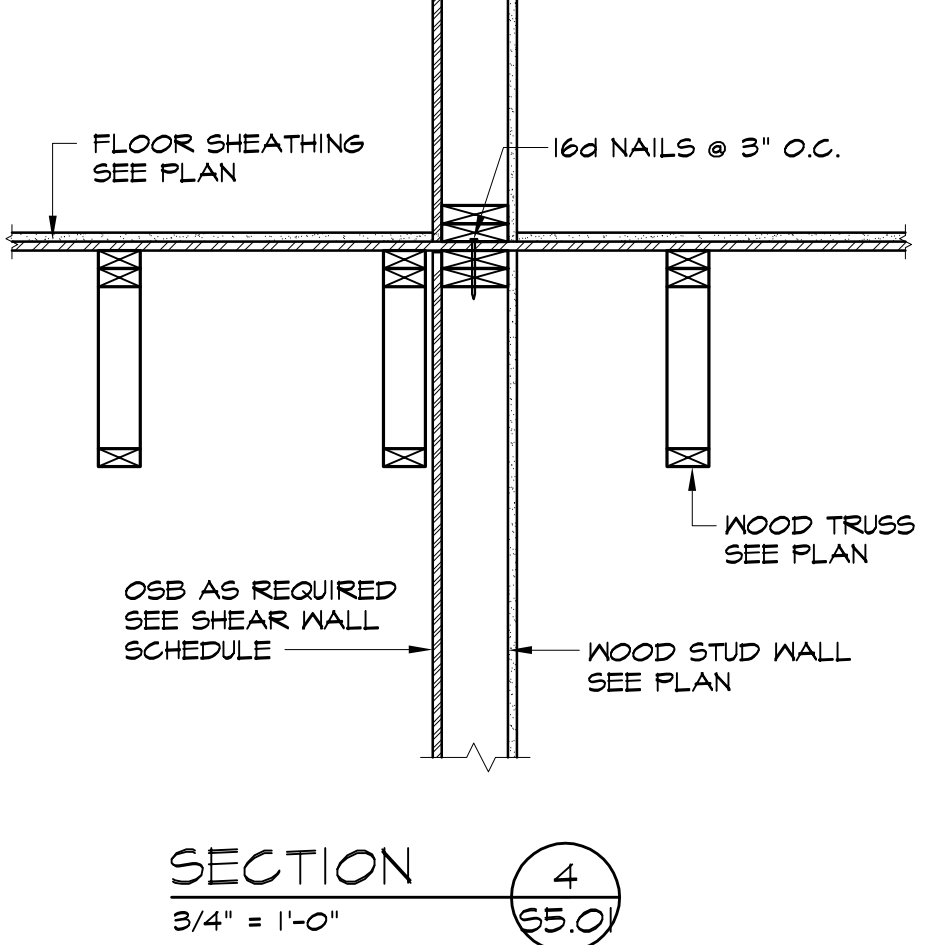 FLOOR SHEATHING
SEE PLAN
16d NAILS @ 3" O.C.
WOOD TRUSS
SEE PLAN
OSB AS REQUIRED
SEE SHEAR WALL
SCHEDULE
WOOD STUD WALL
SEE PLAN
SECTION
3/4" = 1'-0"
4
S5.01